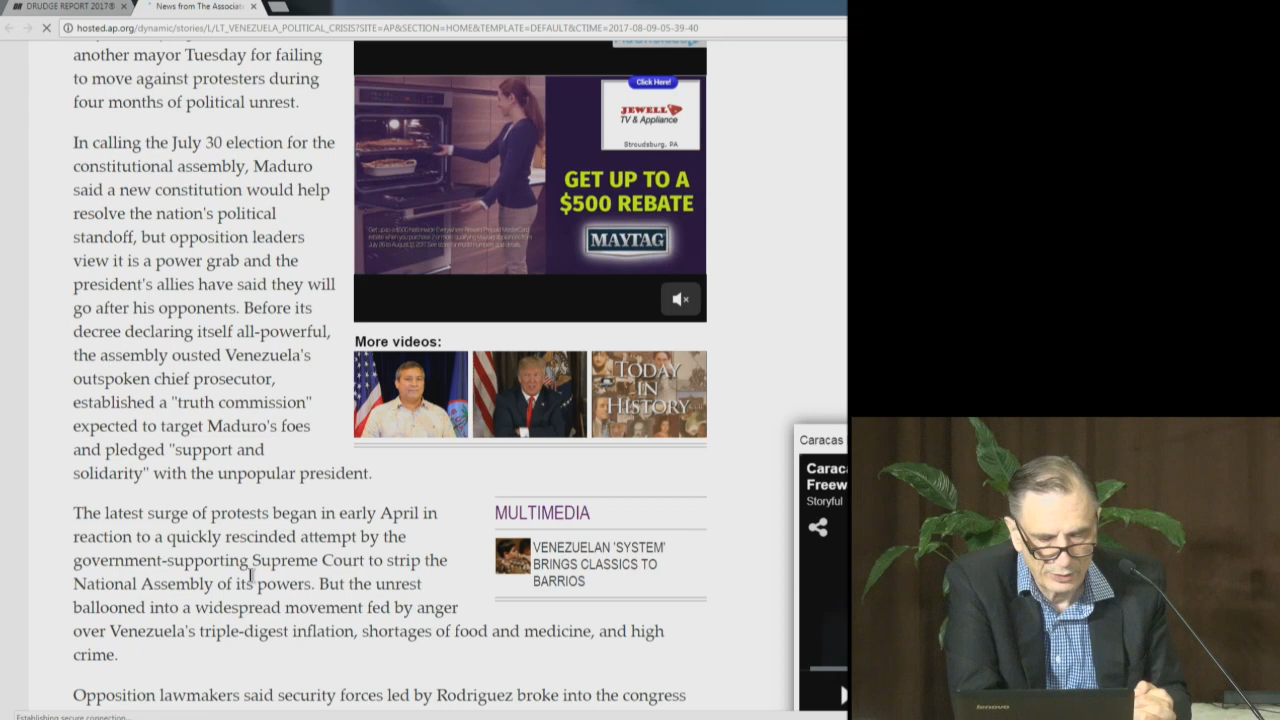 DRUDGE REPORT 2017®
News from The Associat
hosted.ap.org/dynamic/stories/L/LT_VENEZUELA_POLITICAL_CRISIS?SITE=AP&SECTION=HOME&TEMPLATE=DEFAULT&CTIME=2017-08-09-05-39-40
another mayor for failing
to move against protesters during
four months of political unrest.
In calling the July 30 election for the
constitutional assembly, Maduro
said a new constitution would help
resolve the nation's political
standoff, but opposition leaders
view it is a power grab and the
president's allies have said they will
go after his opponents. Before its
decree declaring itself all-powerful,
the assembly ousted Venezuela's
outspoken chief prosecutor,
established a "truth commission"
expected to target Maduro's foes
and pledged "support and
solidarity" with the unpopular president.
The latest surge of protests began in early April in
reaction to a quickly rescinded attempt by the
government-supporting Supreme Court to strip the
National Assembly of its powers. But the unrest
ballooned into a widespread movement fed by anger
over Venezuela's triple-digest inflation, shortages of food and medicine, and high
crime.
Opposition lawmakers said security forces led by Rodriguez broke into the congress
Establishing secure connection...
Click Here!
JEWELL
TV & Appliance
Stroudsburg, PA
GET UP TO A
$500 REBATE
MAYTAG
More videos:
TODAY
IN
HISTORY
MULTIMEDIA
VENEZUELAN 'SYSTEM'
BRINGS CLASSICS TO
BARRIOS
Caracas
Carac
Freew
Storyful
lenovo